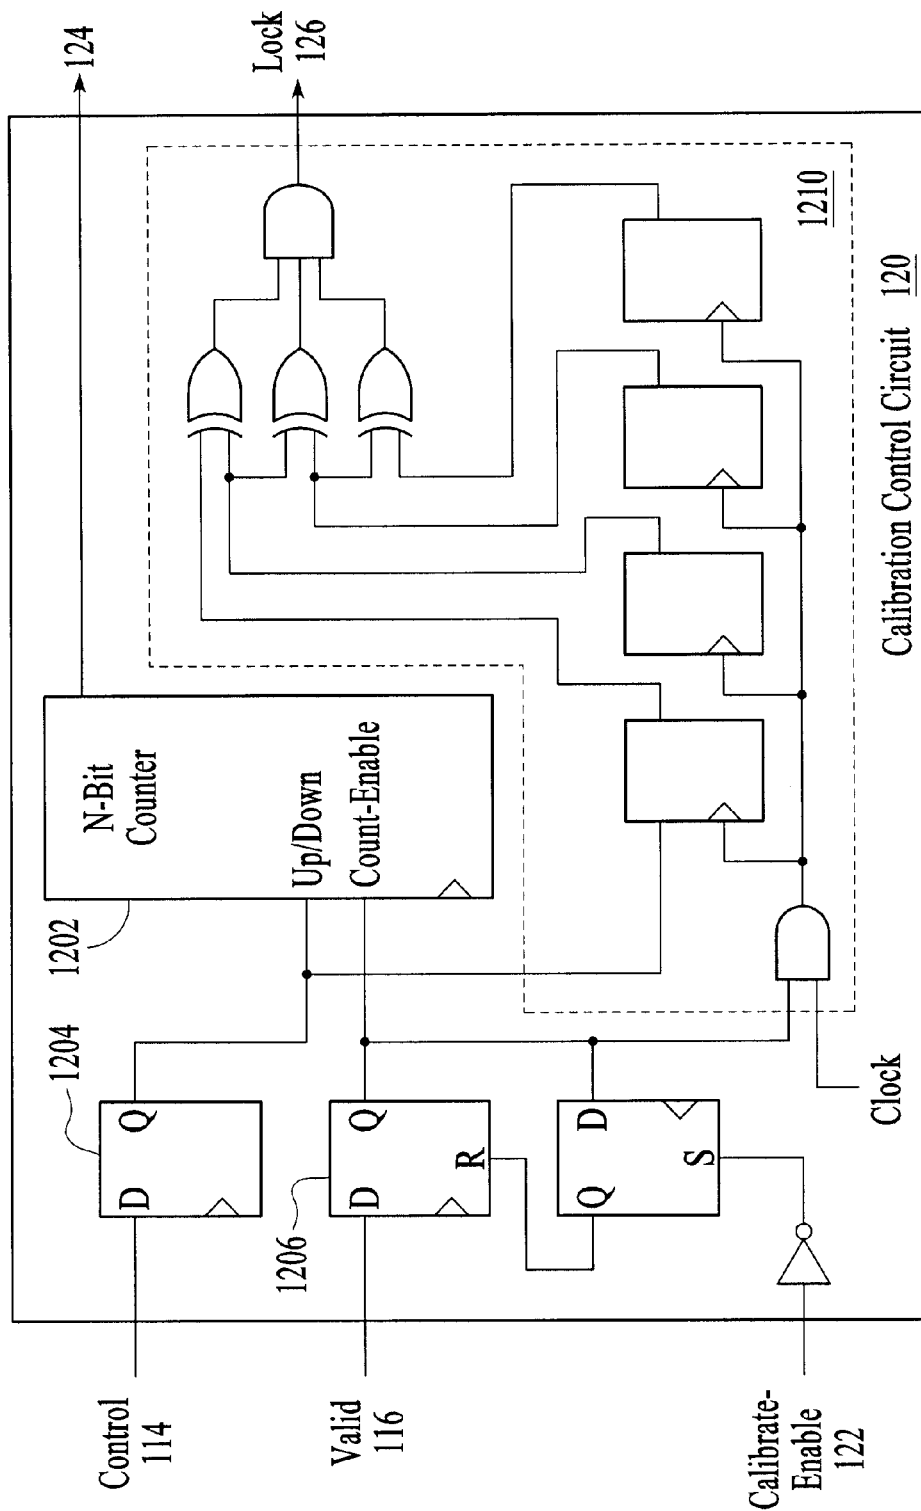 Control
114
Valid
116
Calibrate-
Enable
122
Clock
1204
D
Q
1206
D
Q
R
Q
D
S
1202
N-Bit
Counter
Up/Down
Count-Enable
124
Lock
126
1210
Calibration Control Circuit 120